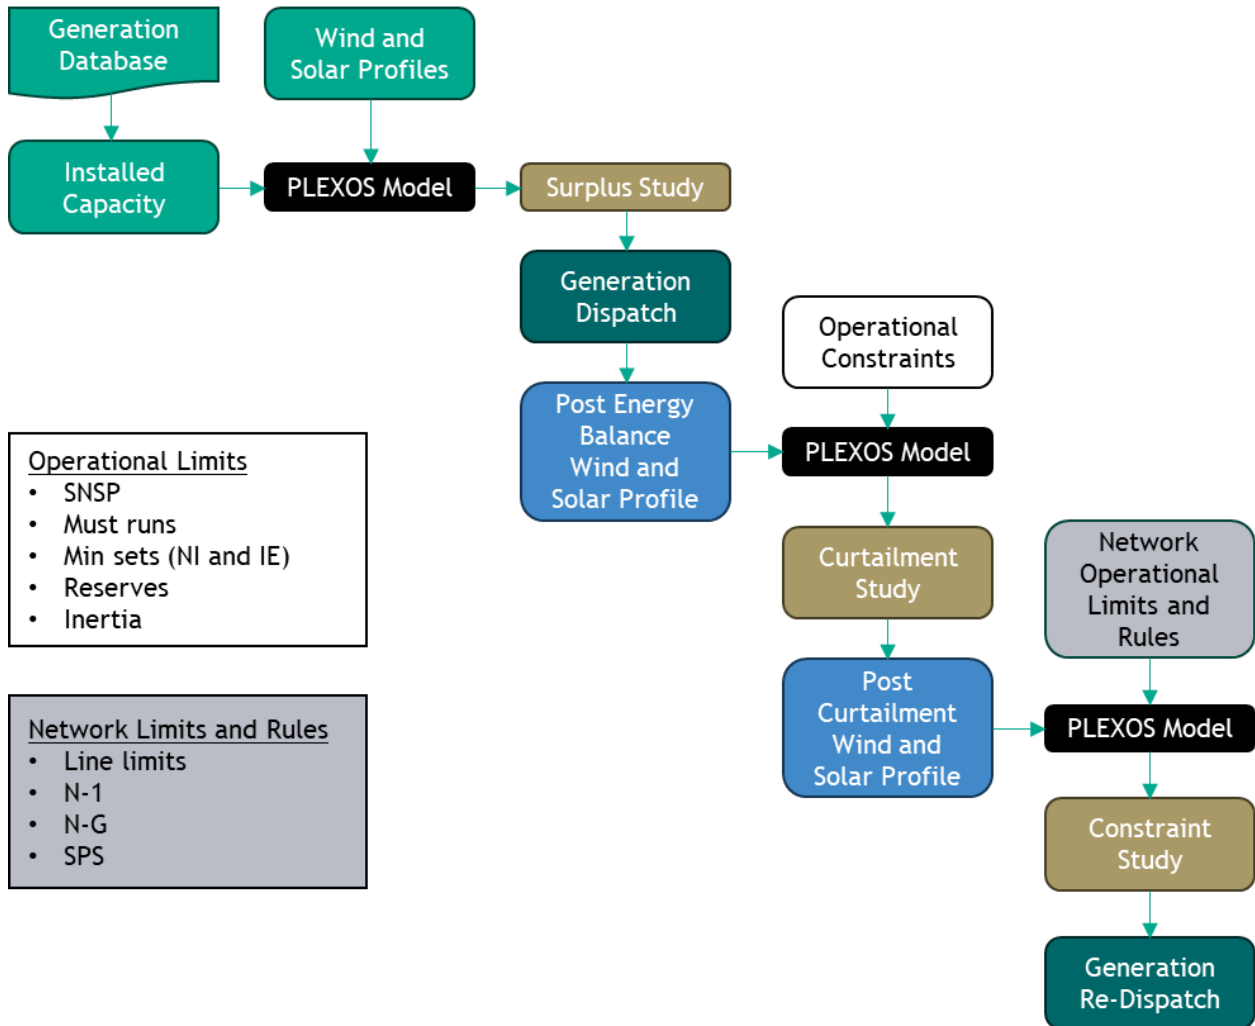 Generation
Database
Wind and
Solar Profiles
Installed
Capacity
PLEXOS Model
Surplus Study
Generation
Dispatch
Operational
Constraints
Post Energy
Balance
Wind and
Solar Profile
PLEXOS Model
Operational Limits
• SNSP
• Must runs
• Min sets (NI and IE)
• Reserves
• Inertia
Curtailment
Study
Network
Operational
Limits and
Rules
Post
Curtailment
Wind and
Solar Profile
PLEXOS Model
Network Limits and Rules
• Line limits
• N-1
• N-G
• SPS
Constraint
Study
Generation
Re-Dispatch